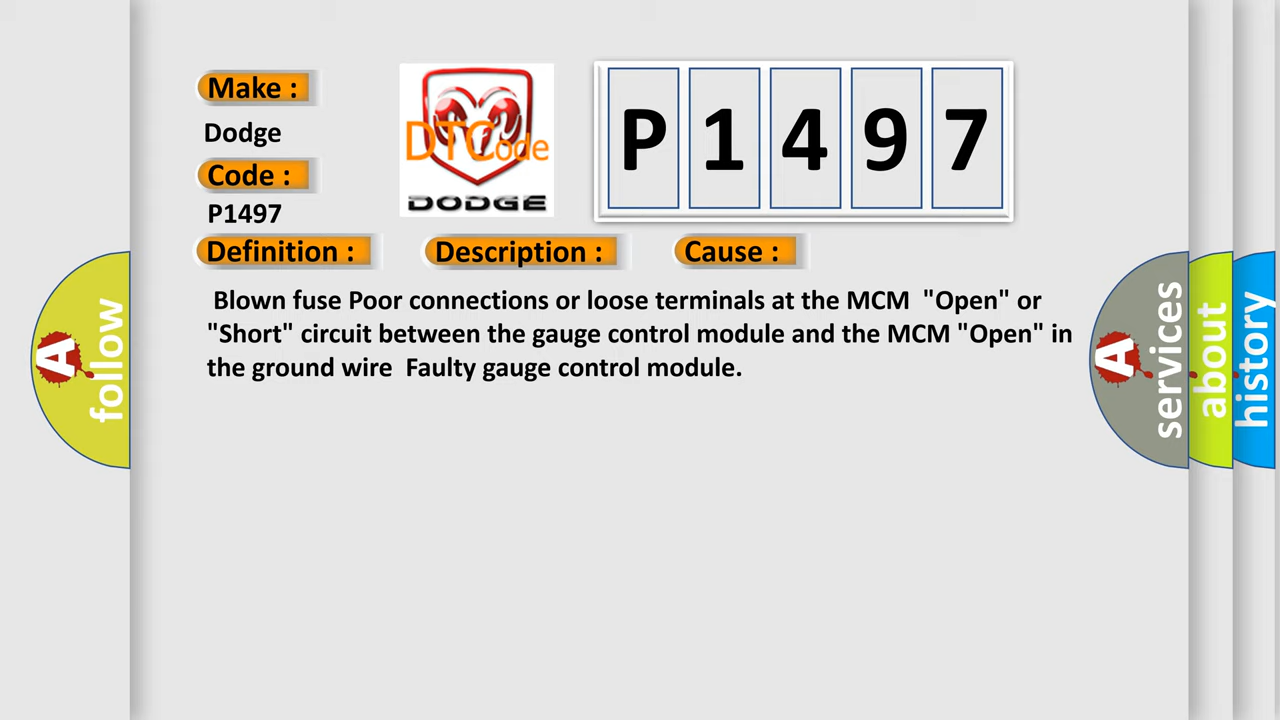 Make :
Dodge
Code :
P1497
DTCode
DODGE
P 1 4 9 7
Definition : Description : Cause :
Blown fuse Poor connections or loose terminals at the MCM "Open" or
"Short" circuit between the gauge control module and the MCM "Open" in
the ground wire Faulty gauge control module.
A follow
A services
about
history